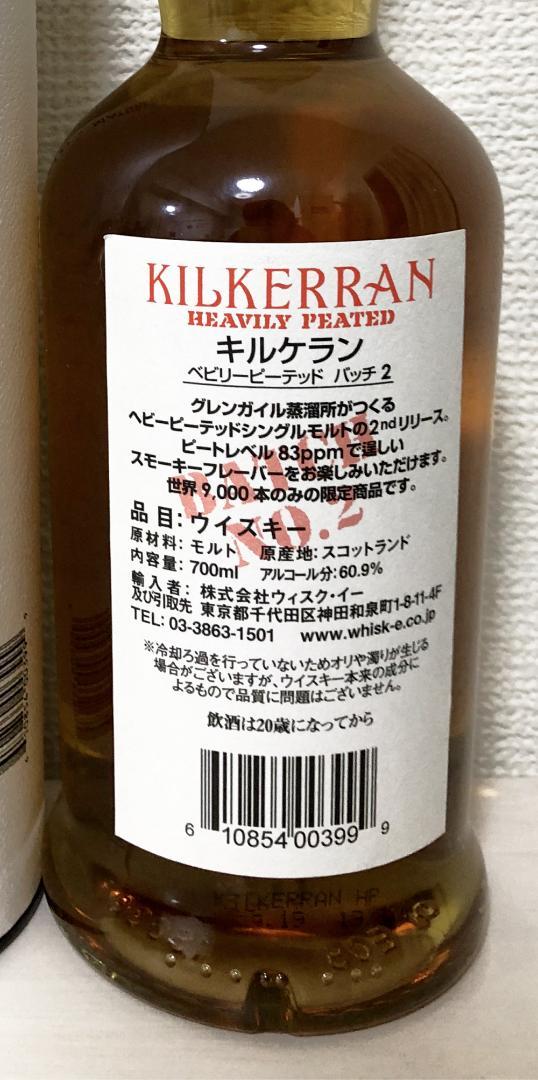 KILKERRAN
HEAVILY PEATED
キルケラン
ベビリーピーテッド バッチ 2
グレンガイル蒸溜所がつくる
ヘビーピーテッドシングルモルトの2ndリリース。
ピートレベル 83ppm で逞しい
スモーキーフレーバーをお楽しみいただけます。
世界 9,000 本のみの限定商品です。
BATCH
NO.2
品 目: ウイスキー
原材料: モルト 原産地: スコットランド
内容量: 700ml アルコール分: 60.9%
輸入者: 株式会社ウィスク・イー
及び引取先 東京都千代田区神田和泉町1-8-11-4F
TEL: 03-3863-1501 www.whisk-e.co.jp
※冷却ろ過を行っていないためオリや濁りが生じる
場合がございますが、ウイスキー本来の成分に
よるもので品質に問題はございません。
飲酒は20歳になってから
6 10854 00399 9
KILKERRAN HP